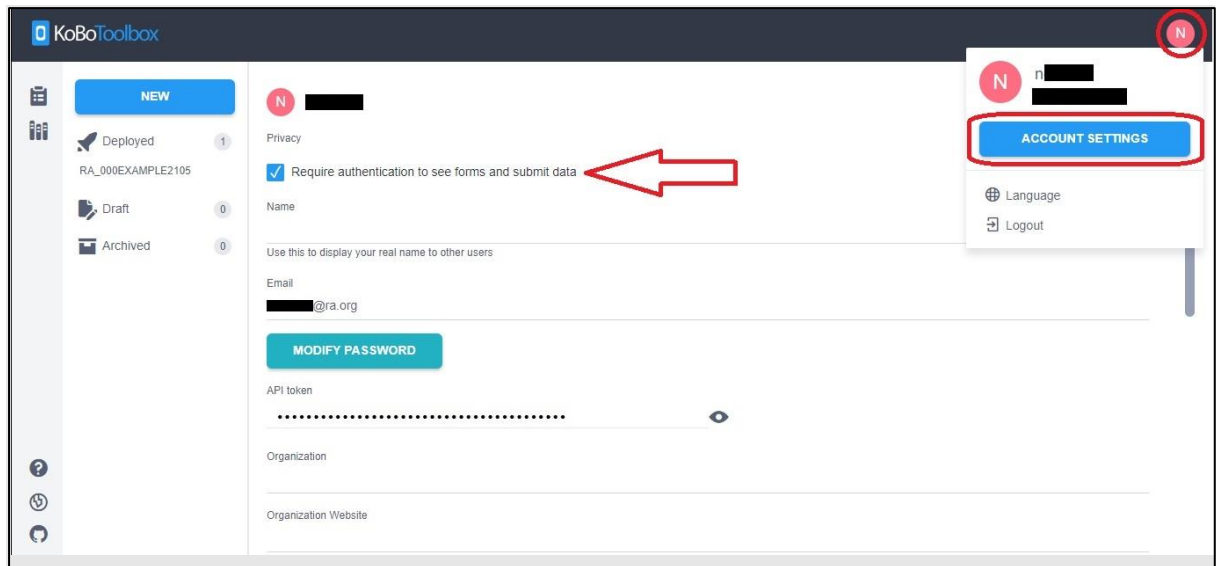 KoBoToolbox
N
N
n
ACCOUNT SETTINGS
Language
Logout
NEW
Deployed 1
RA_000EXAMPLE2105
Draft 0
Archived 0
N
Privacy
Require authentication to see forms and submit data
Name
Use this to display your real name to other users
Email
@ra.org
MODIFY PASSWORD
API token
Organization
Organization Website